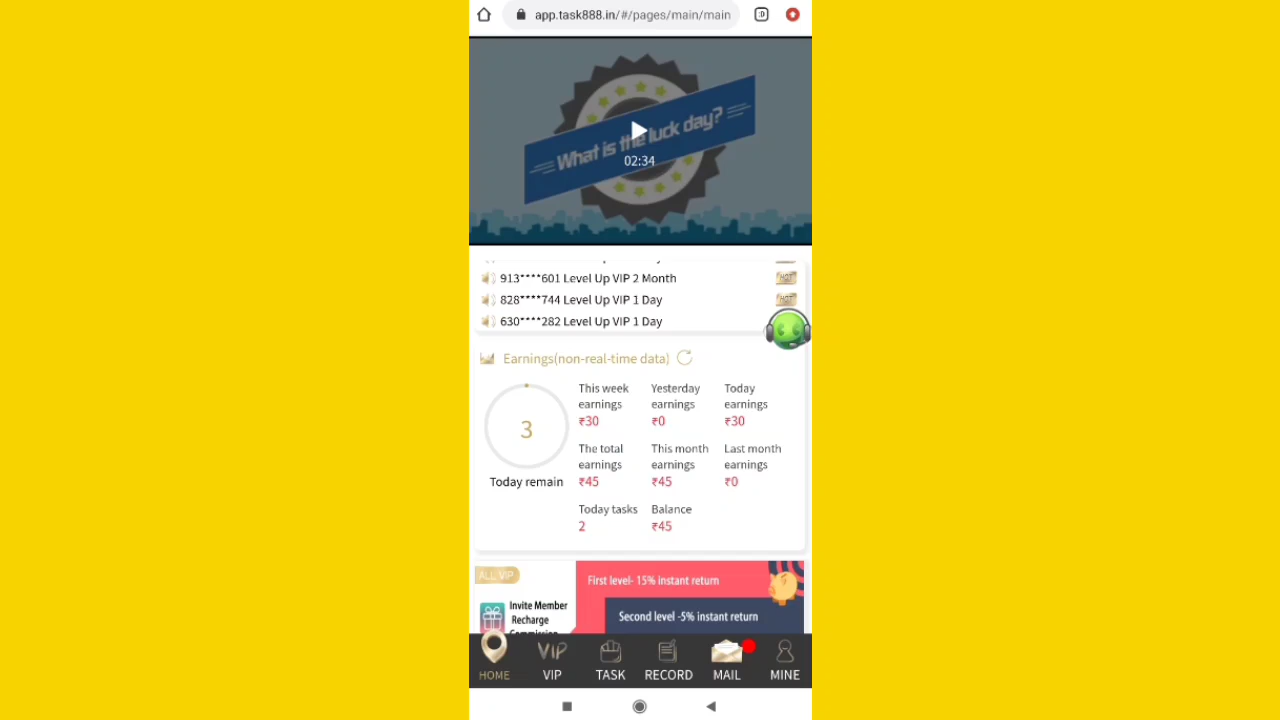 app.task888.in/#/pages/main/main
:D
What is the luck day?
02:34
913****601 Level Up VIP 2 Month
HOT
828****744 Level Up VIP 1 Day
HOT
630****282 Level Up VIP 1 Day
Earnings(non-real-time data)
3
Today remain
This week earnings
₹30
Yesterday earnings
₹0
Today earnings
₹30
The total earnings
₹45
This month earnings
₹45
Last month earnings
₹0
Today tasks
2
Balance
₹45
ALL VIP
Invite Member
Recharge
Commission
First level- 15% instant return
Second level -5% instant return
VIP
HOME
VIP
TASK
RECORD
MAIL
MINE